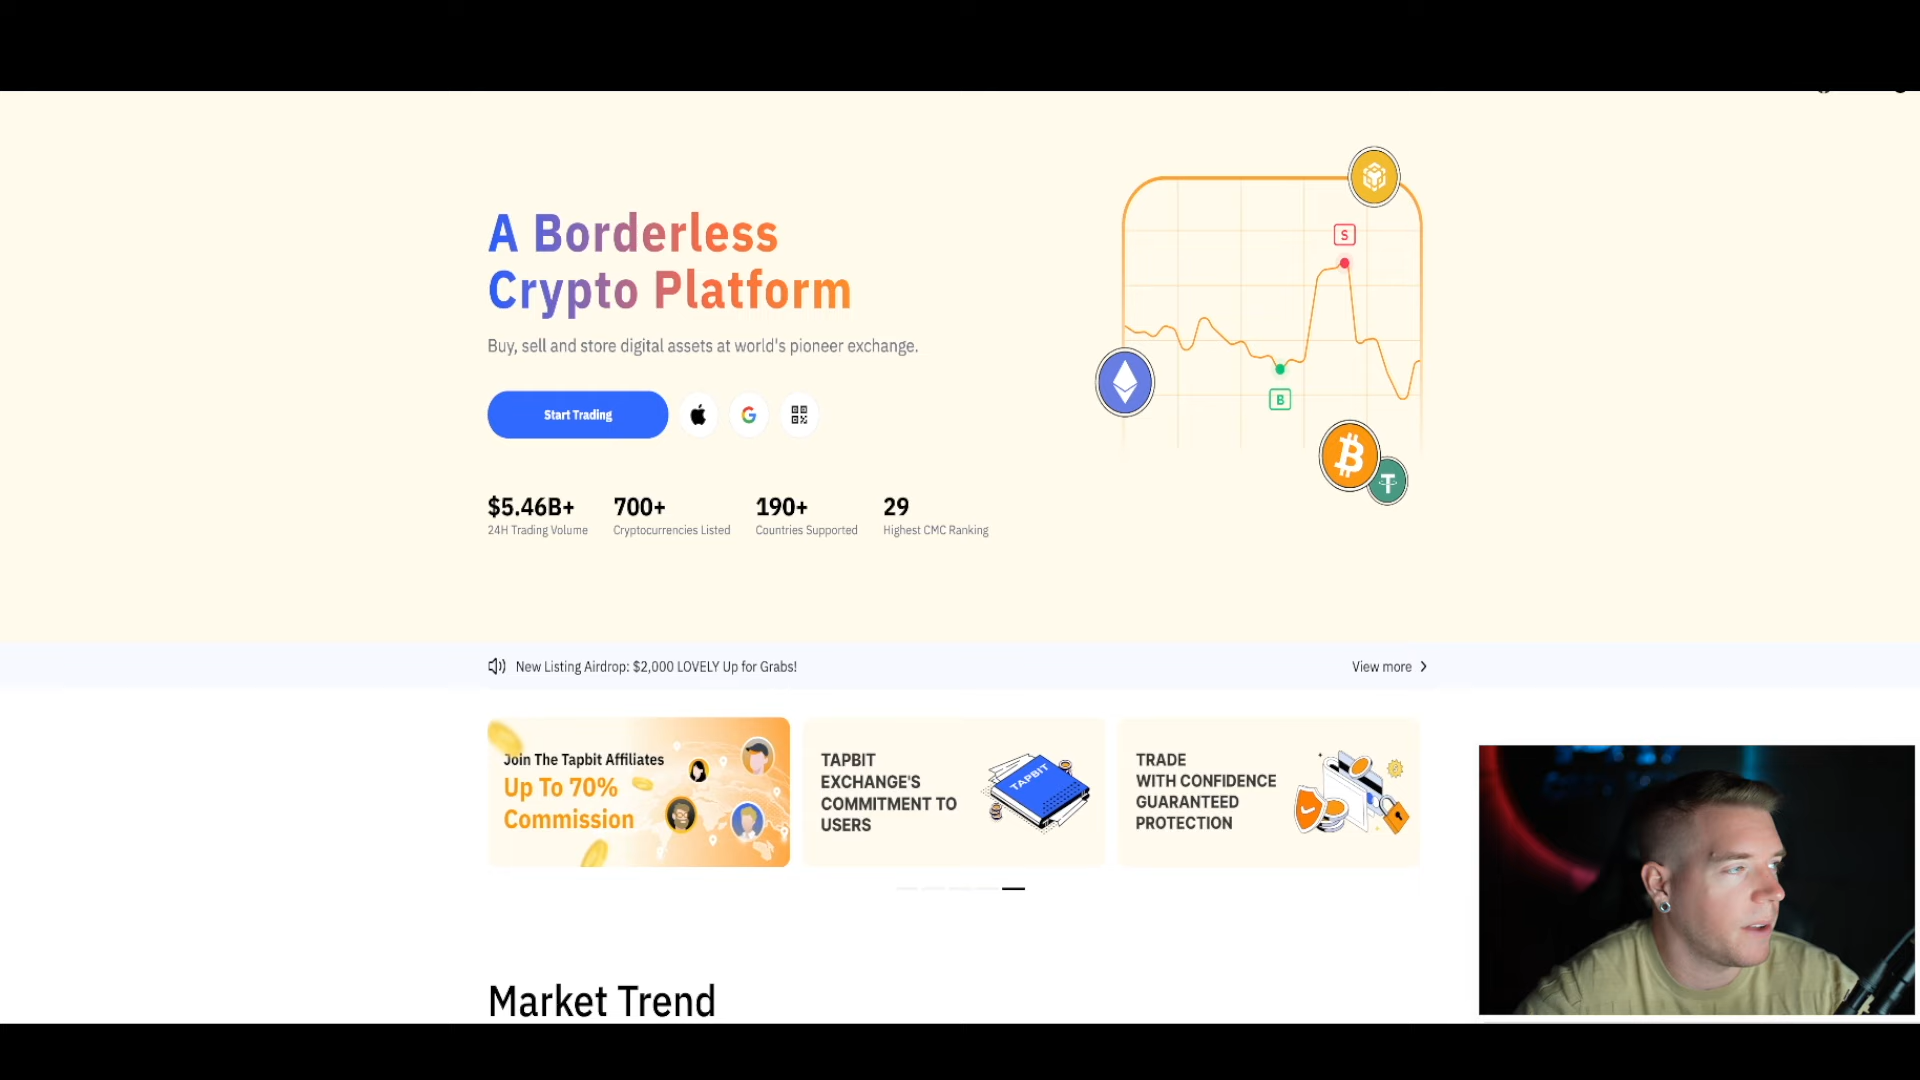 A Borderless
Crypto Platform
Buy, sell and store digital assets at world's pioneer exchange.
Start Trading
$5.46B+
24H Trading Volume
700+
Cryptocurrencies Listed
190+
Countries Supported
29
Highest CMC Ranking
S
B
New Listing Airdrop: $2,000 LOVELY Up for Grabs!
View more
Join The Tapbit Affiliates
Up To 70%
Commission
TAPBIT
EXCHANGE'S
COMMITMENT TO
USERS
TAPBIT
TRADE
WITH CONFIDENCE
GUARANTEED
PROTECTION
Market Trend